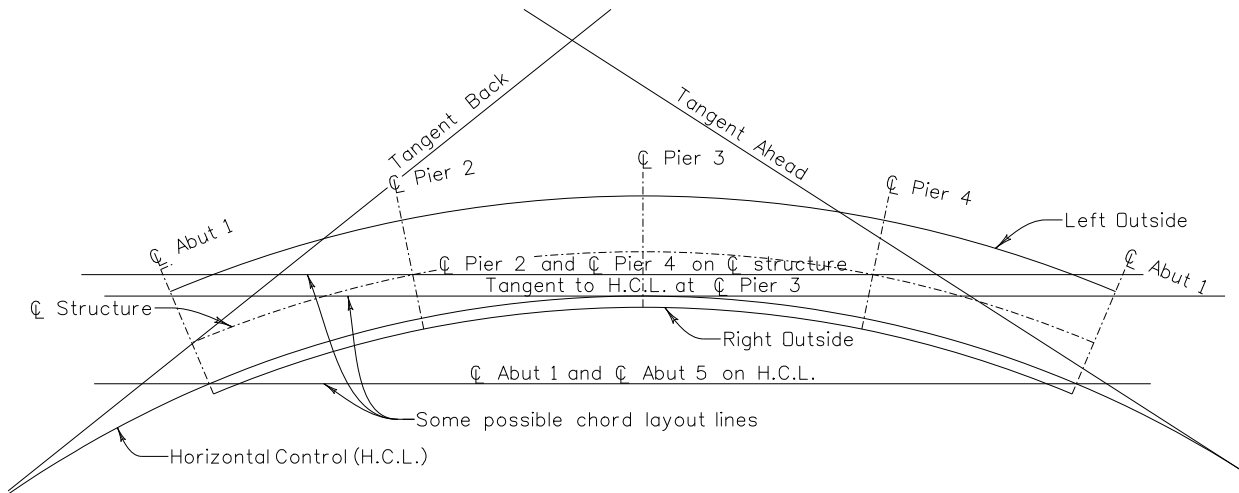 Tangent Back
Tangent Ahead
℄ Pier 3
℄ Pier 2
℄ Pier 4
Left Outside
℄ Abut 1
℄ Abut 1
℄ Pier 2 and ℄ Pier 4 on ℄ structure
Tangent to H.C.L. at ℄ Pier 3
℄ Structure
Right Outside
℄ Abut 1 and ℄ Abut 5 on H.C.L.
Some possible chord layout lines
Horizontal Control (H.C.L.)